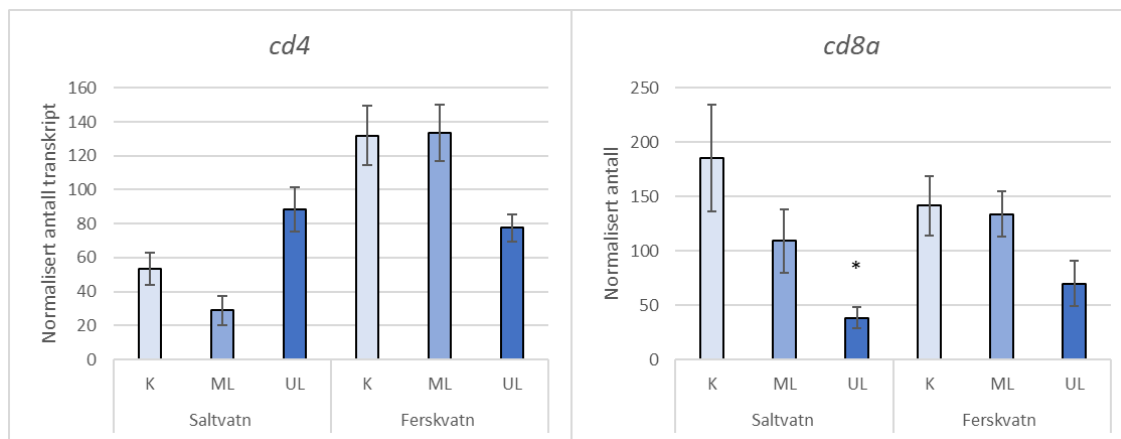 cd4
Normalisert antall transkript
160
140
120
100
80
60
40
20
0
K ML UL K ML UL
Saltvatn Ferskvatn
cd8a
Normalisert antall
250
200
150
100
50
0
*
K ML UL K ML UL
Saltvatn Ferskvatn